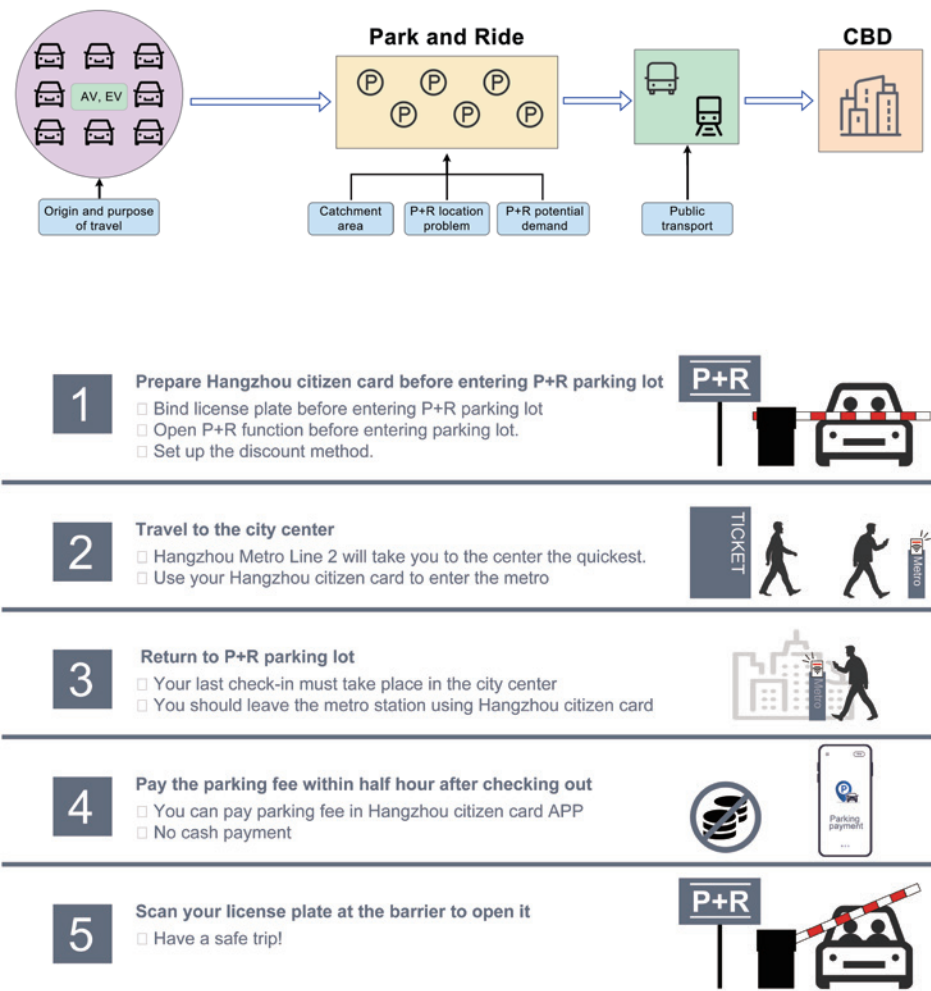 Park and Ride
CBD
AV, EV
P
P
P
P
P
P
Origin and purpose
of travel
Catchment
area
P+R location
problem
P+R potential
demand
Public
transport
1
Prepare Hangzhou citizen card before entering P+R parking lot
Bind license plate before entering P+R parking lot
Open P+R function before entering parking lot.
Set up the discount method.
P+R
2
Travel to the city center
Hangzhou Metro Line 2 will take you to the center the quickest.
Use your Hangzhou citizen card to enter the metro
TICKET
Metro
3
Return to P+R parking lot
Your last check-in must take place in the city center
You should leave the metro station using Hangzhou citizen card
Metro
4
Pay the parking fee within half hour after checking out
You can pay parking fee in Hangzhou citizen card APP
No cash payment
P
Parking
payment
5
Scan your license plate at the barrier to open it
Have a safe trip!
P+R